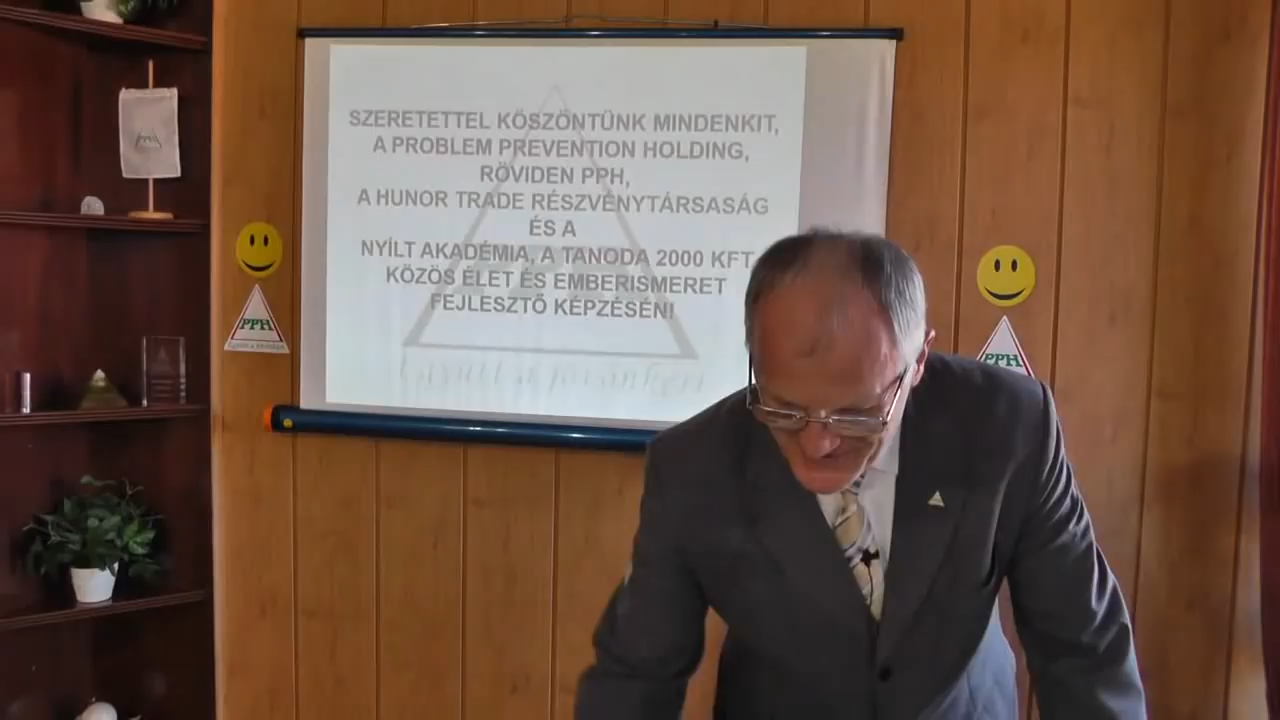 SZERETETTEL KÖSZÖNTÜNK MINDENKIT,
A PROBLEM PREVENTION HOLDING,
RÖVIDEN PPH,
A HUNOR TRADE RÉSZVÉNYTÁRSASÁG
ÉS A
NYÍLT AKADÉMIA, A TANODA 2000 KFT
KÖZÖS ÉLET ÉS EMBERISMERET
FEJLESZTŐ KÉPZÉSÉN!
PPH
PPH